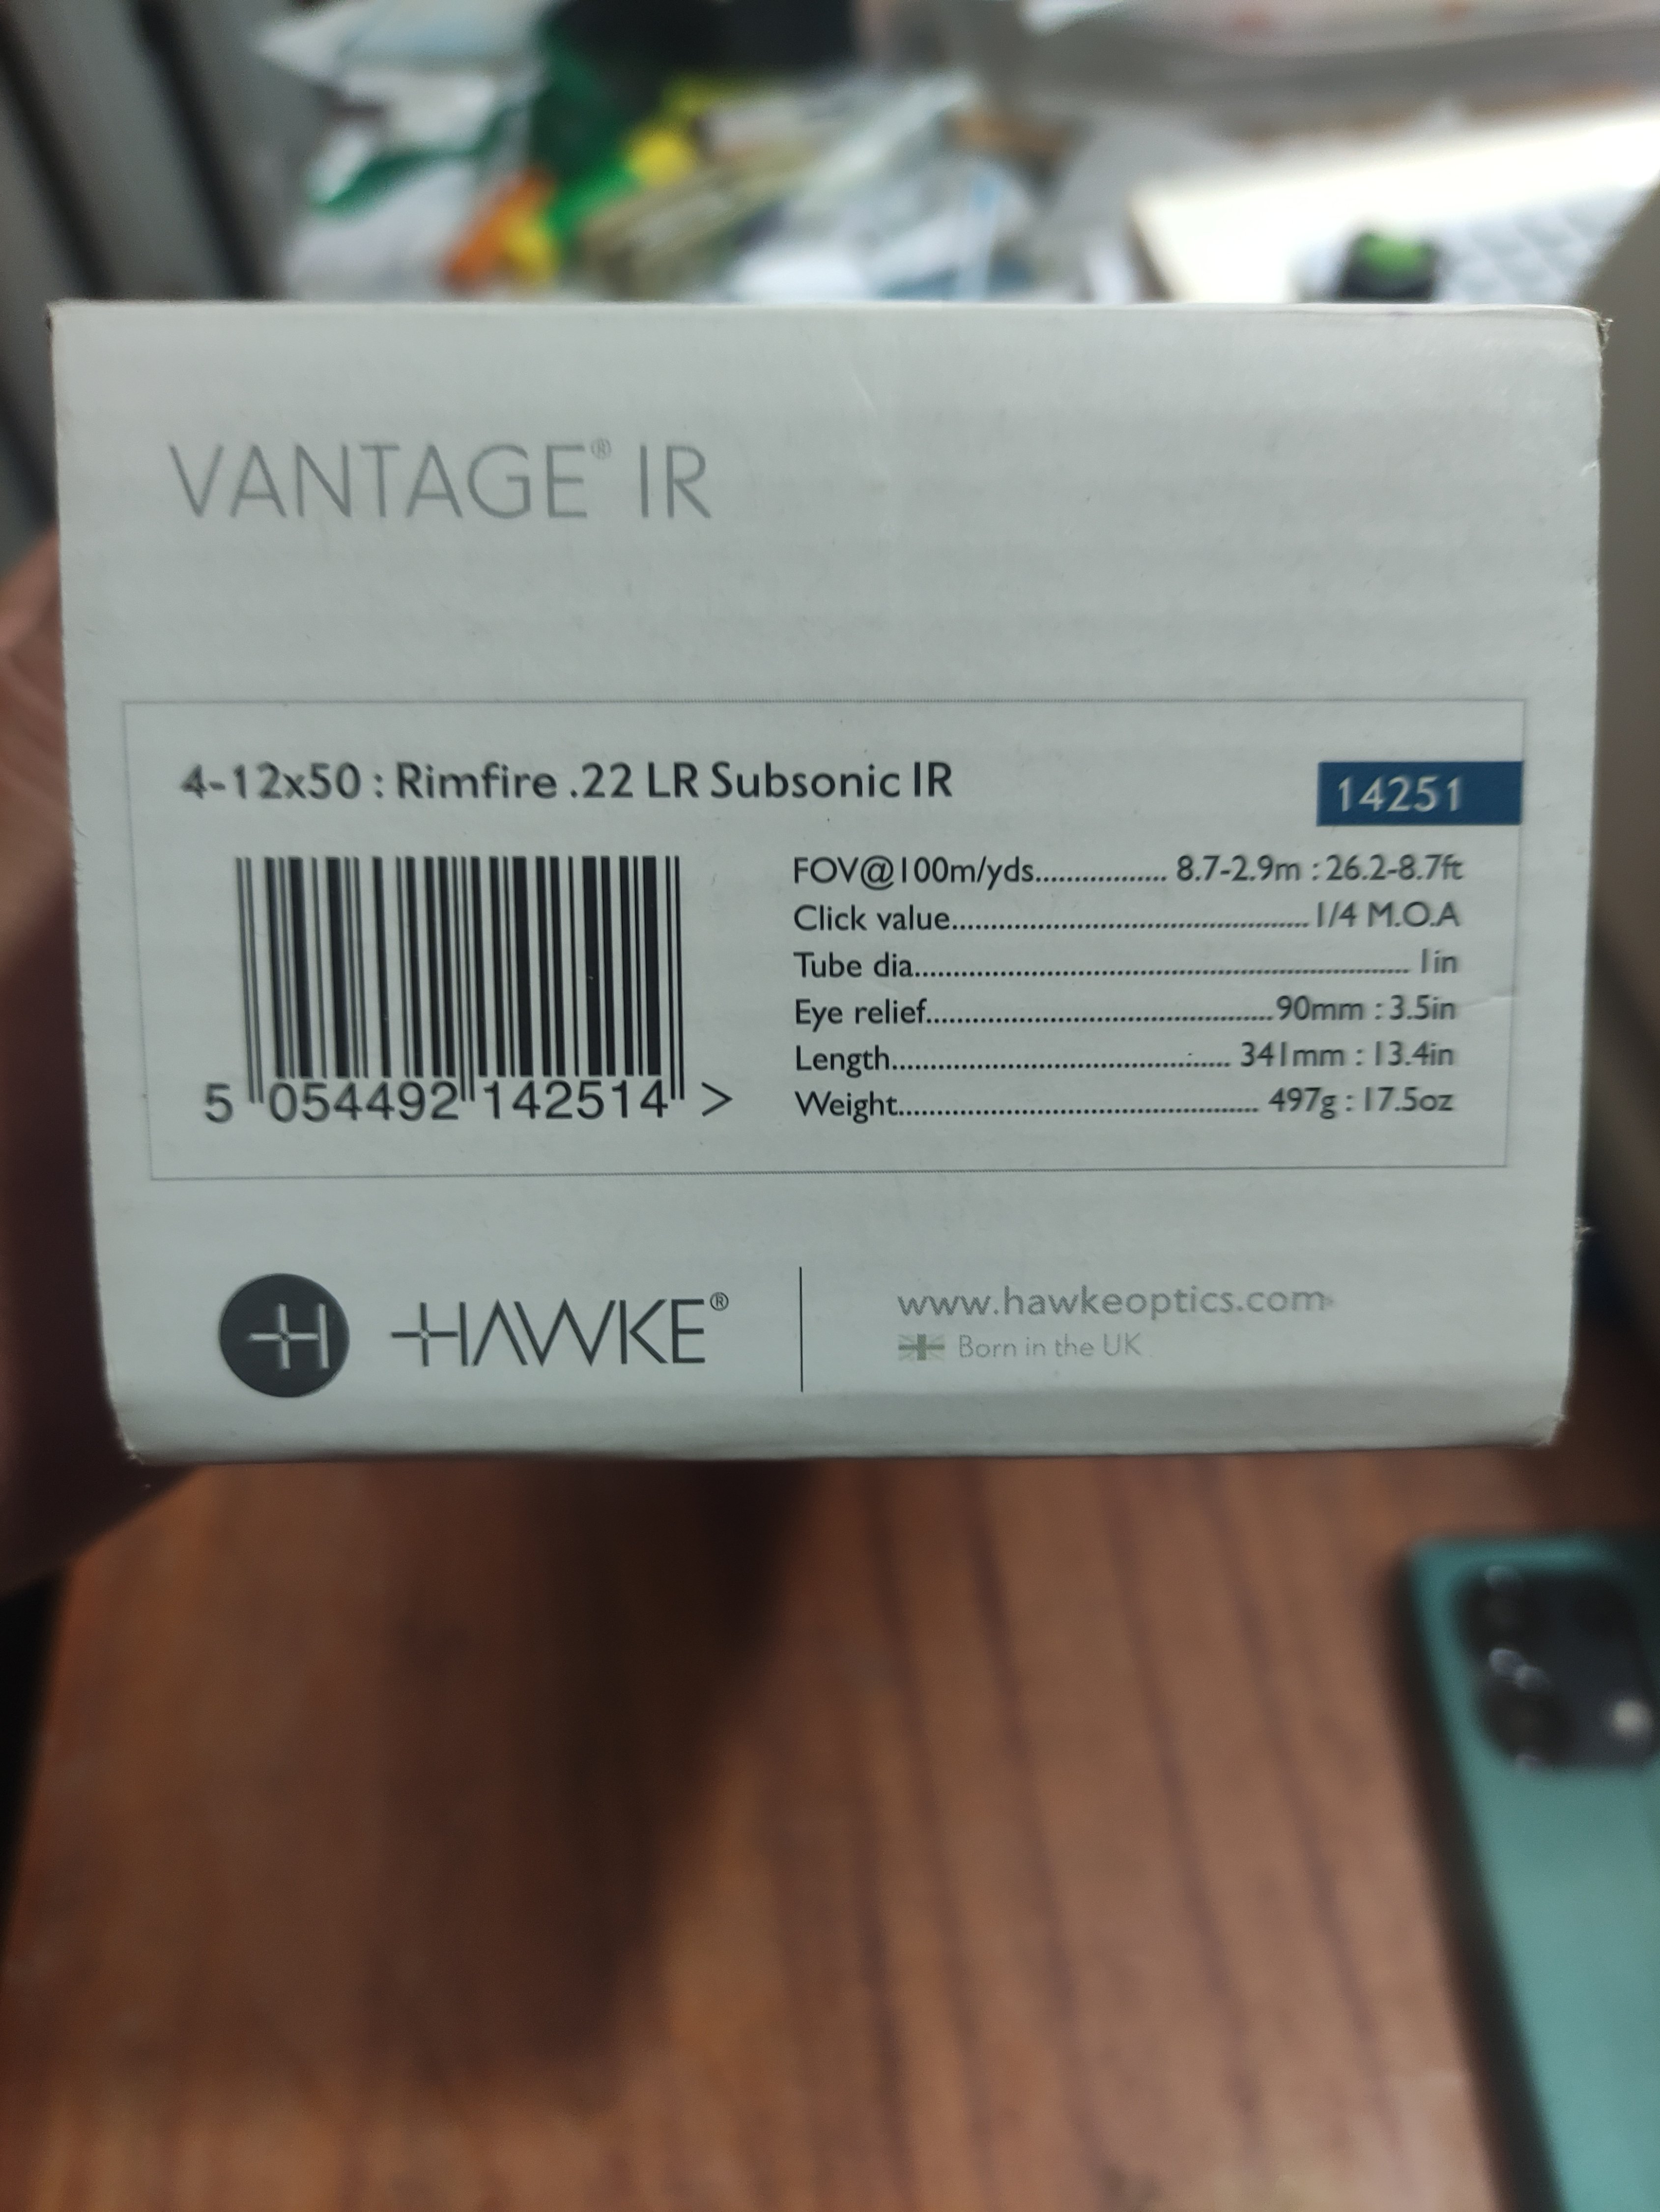 VANTAGE® IR
4-12x50 : Rimfire .22 LR Subsonic IR
14251
FOV@100m/yds................ 8.7-2.9m : 26.2-8.7ft
Click value............................................ 1/4 M.O.A
Tube dia............................................................ 1in
Eye relief..........................................90mm : 3.5in
Length......................................... 341mm : 13.4in
Weight............................................ 497g : 17.5oz
5 054492 142514 >
H HAWKE®
www.hawkeoptics.com
Born in the UK